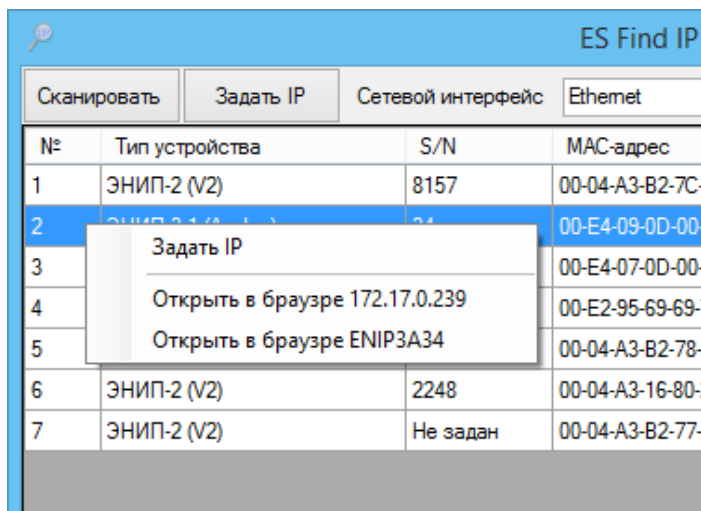 ES Find IP
Сканировать Задать IP Сетевой интерфейс Ethernet
№ Тип устройства S/N MAC-адрес
1 ЭНИП-2 (V2) 8157 00-04-A3-B2-7C-
2 00-E4-09-0D-00-
Задать IP
3 00-E4-07-0D-00-
Открыть в браузре 172.17.0.239
4 00-E2-95-69-69-
Открыть в браузре ENIP3A34
5 00-04-A3-B2-78-
6 ЭНИП-2 (V2) 2248 00-04-A3-16-80-
7 ЭНИП-2 (V2) Не задан 00-04-A3-B2-77-